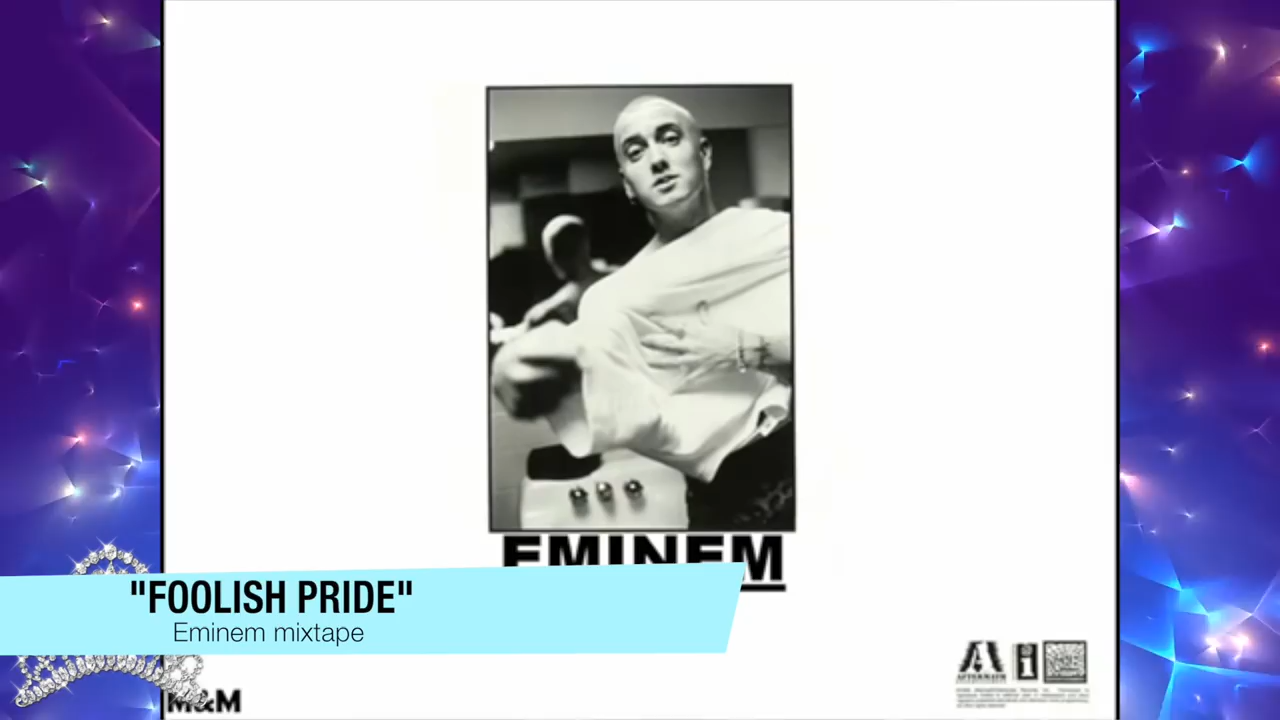 EMINEM
"FOOLISH PRIDE"
Eminem mixtape
AFTERMATH
M&M